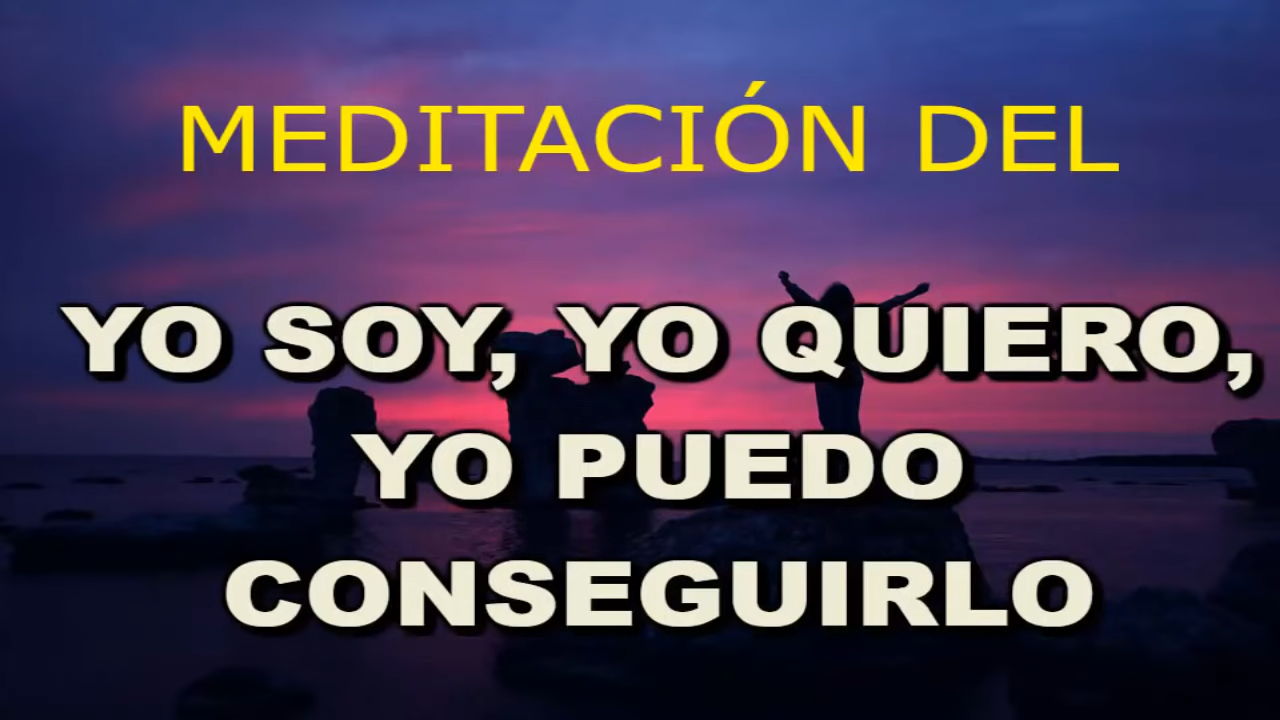 MEDITACIÓN DEL
YO SOY, YO QUIERO,
YO PUEDO
CONSEGUIRLO